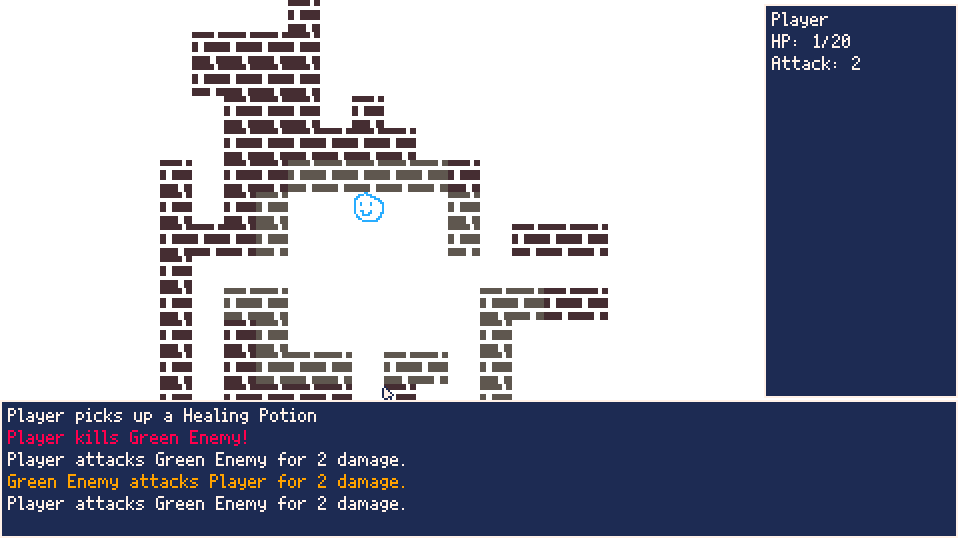 Player
HP: 1/20
Attack: 2
Player picks up a Healing Potion
Player kills Green Enemy!
Player attacks Green Enemy for 2 damage.
Green Enemy attacks Player for 2 damage.
Player attacks Green Enemy for 2 damage.